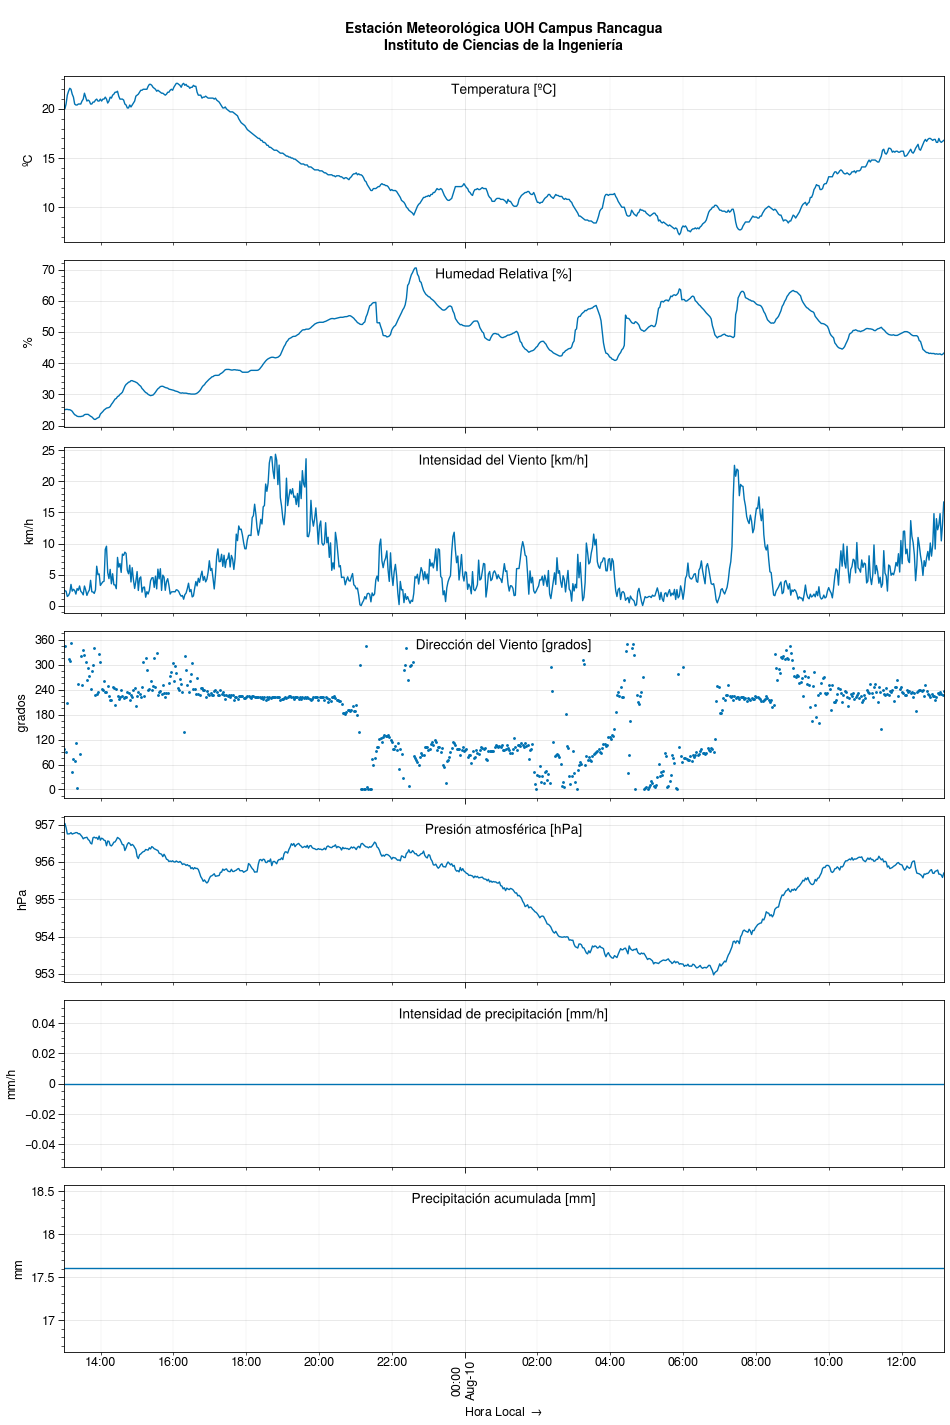 Estación Meteorológica UOH Campus Rancagua
Instituto de Ciencias de la Ingeniería
Temperatura [ºC]
ºC
20
15
10
Humedad Relativa [%]
%
70
60
50
40
30
20
Intensidad del Viento [km/h]
km/h
25
20
15
10
5
0
Dirección del Viento [grados]
grados
360
300
240
180
120
60
0
Presión atmosférica [hPa]
hPa
957
956
955
954
953
Intensidad de precipitación [mm/h]
mm/h
0.04
0.02
0
−0.02
−0.04
Precipitación acumulada [mm]
mm
18.5
18
17.5
17
14:00
16:00
18:00
20:00
22:00
00:00
Aug-10
02:00
04:00
06:00
08:00
10:00
12:00
Hora Local →